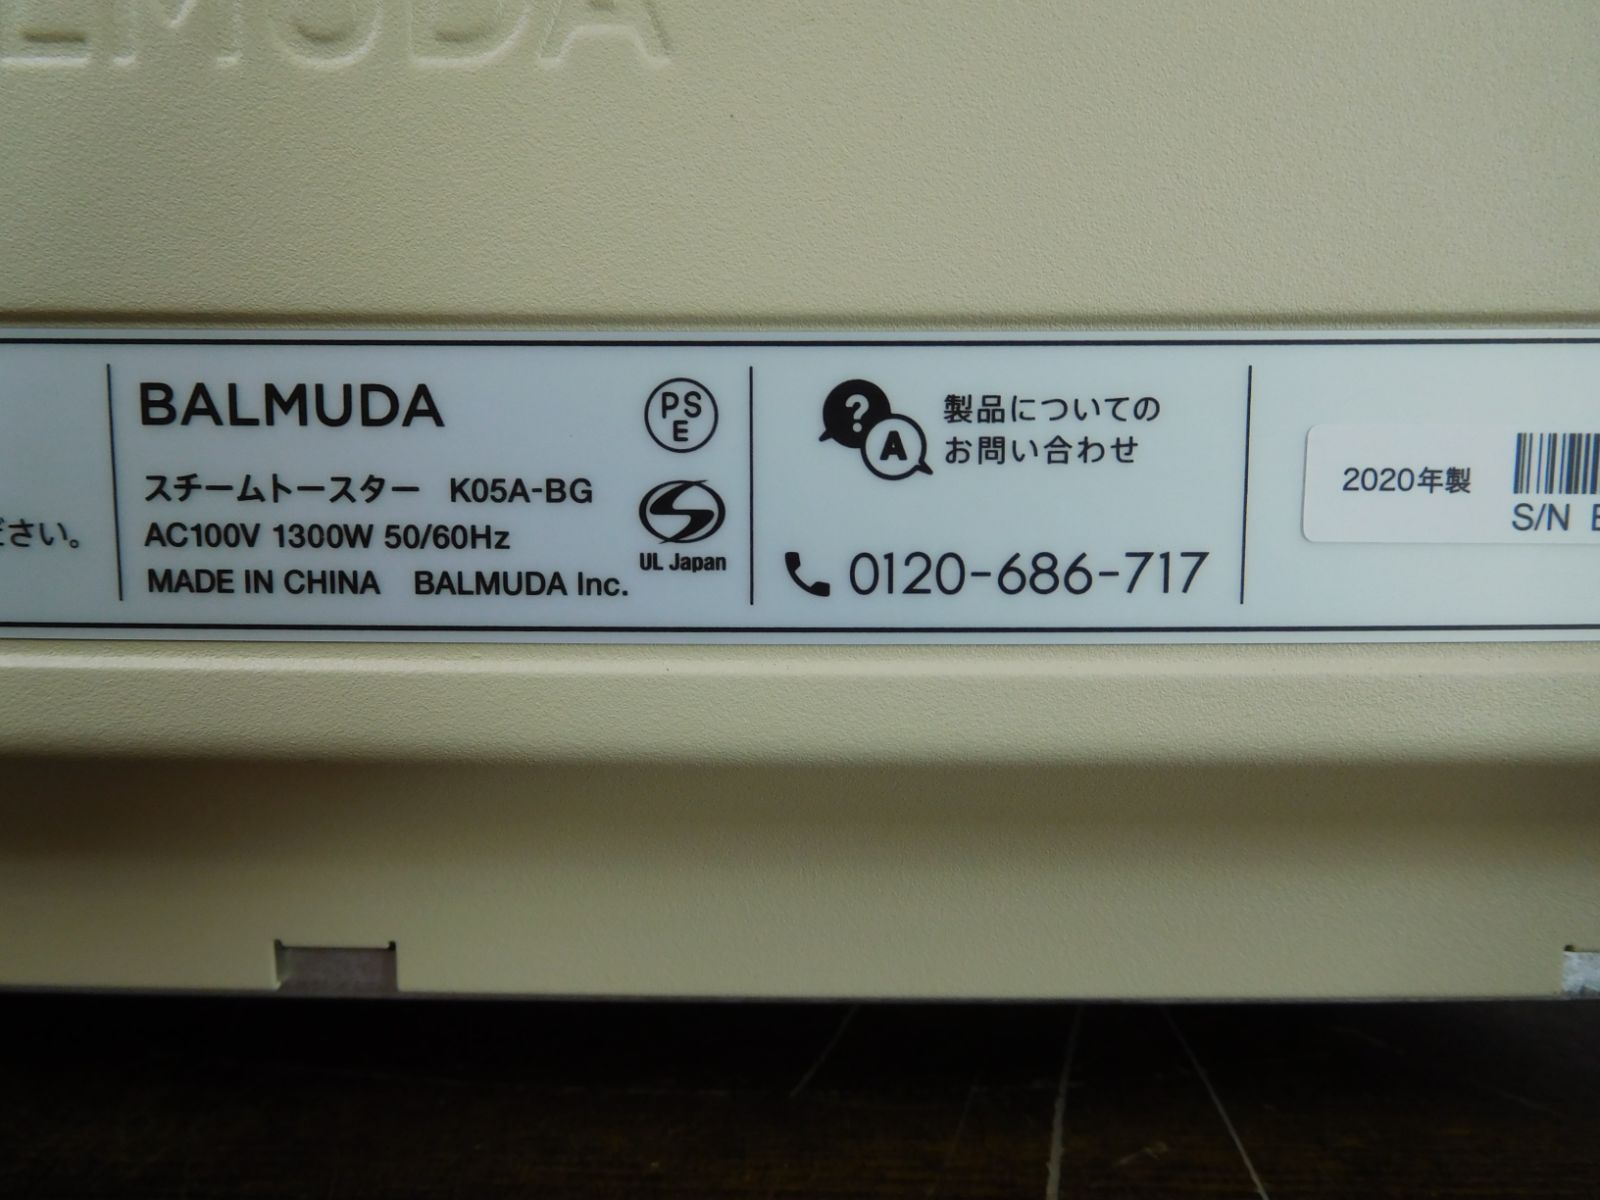 LMUDA
ださい。
BALMUDA
PS
E
スチームトースター K05A-BG
AC100V 1300W 50/60Hz
MADE IN CHINA BALMUDA Inc.
UL Japan
?
A
製品についての
お問い合わせ
0120-686-717
2020年製
S/N